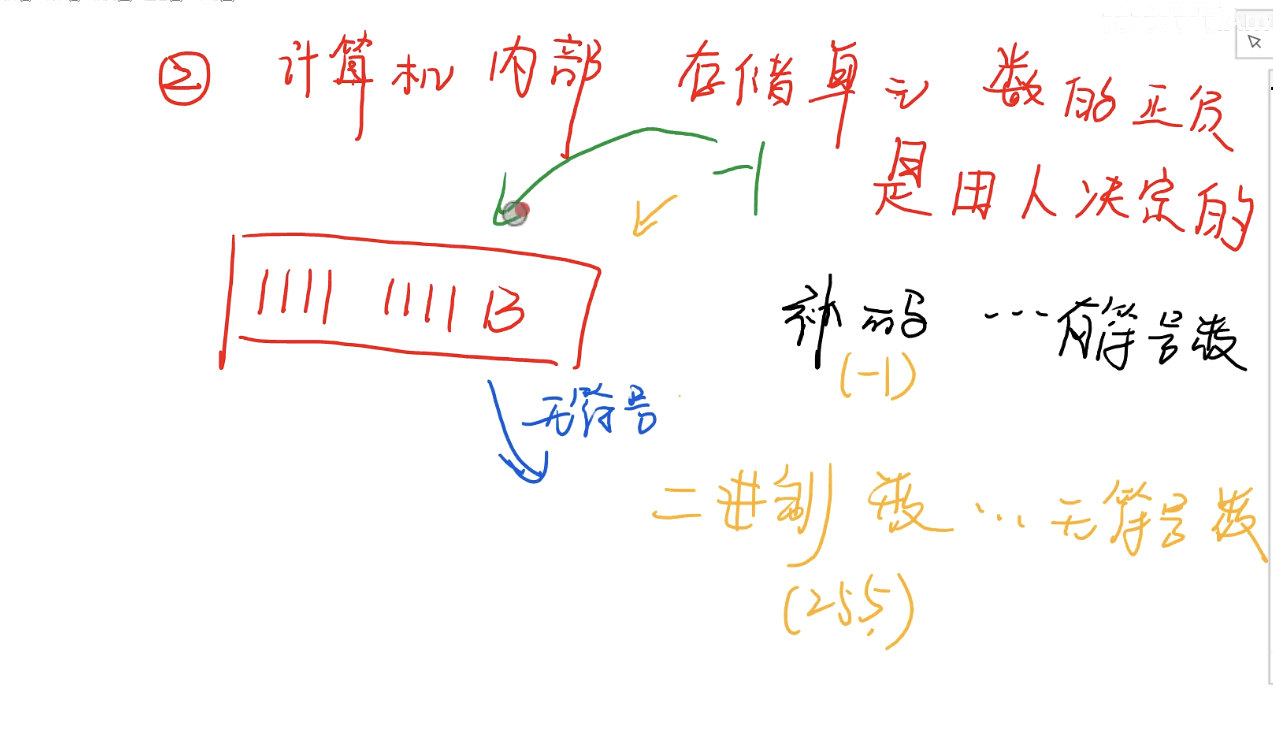 ② 计算机内部 存储单元 数的正负
是由人决定的
-1
1111 1111 B
补码 ... 有符号数
(-1)
无符号
二进制数 ... 无符号数
(255)